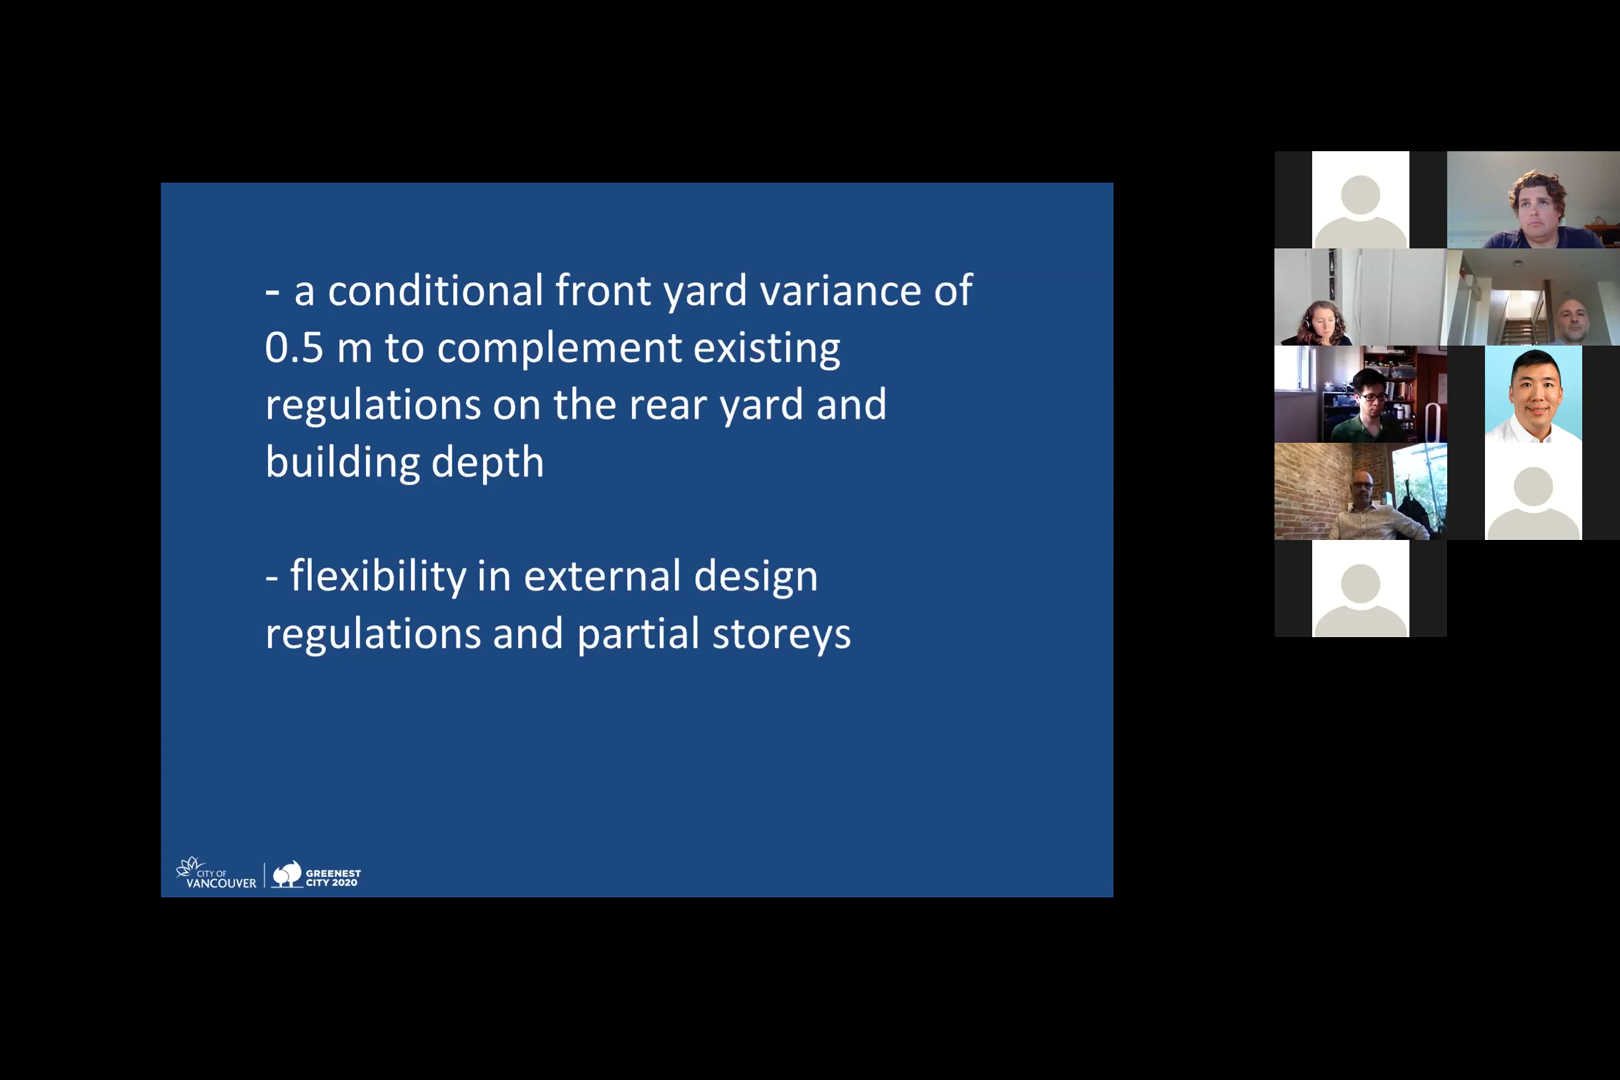 - a conditional front yard variance of
0.5 m to complement existing
regulations on the rear yard and
building depth
- flexibility in external design
regulations and partial storeys
CITY OF
VANCOUVER
GREENEST
CITY 2020